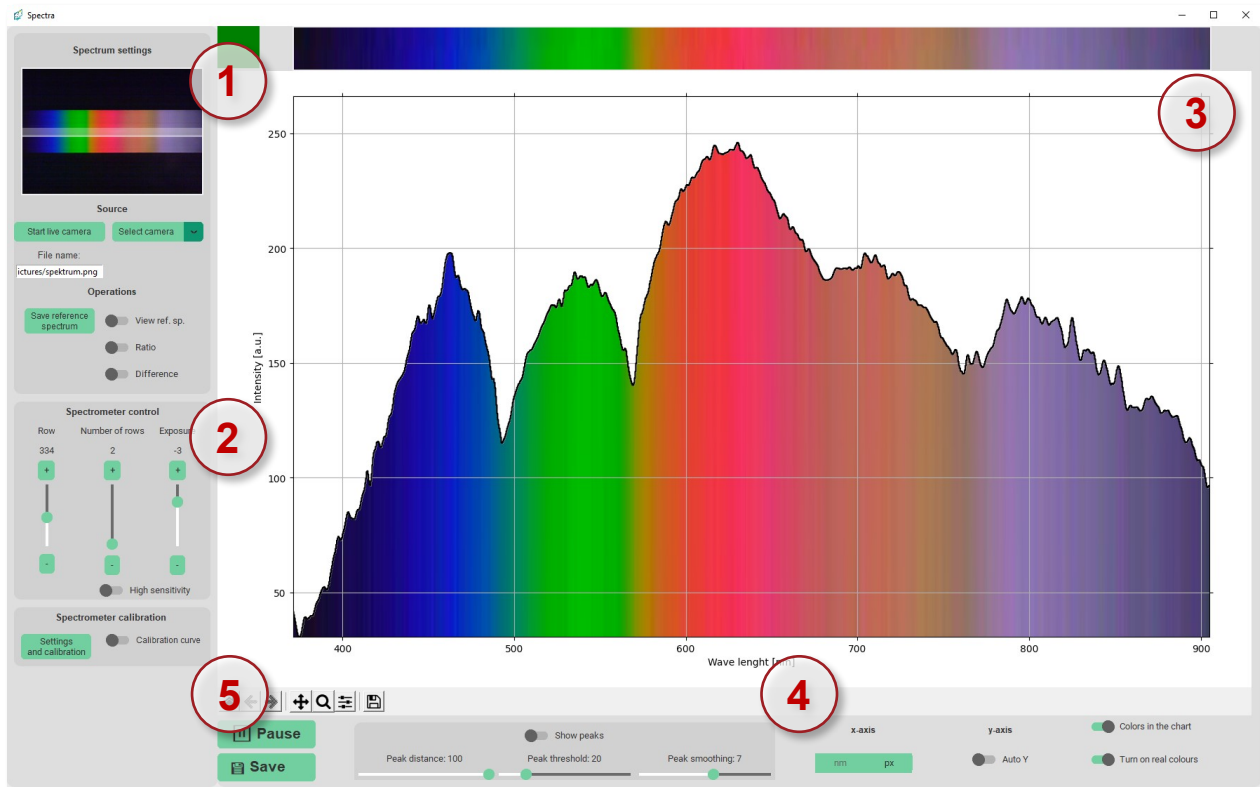 Spectra
Spectrum settings
1
Source
Start live camera
Select camera
File name:
ictures/spektrum.png
Operations
Save reference
spectrum
View ref. sp.
Ratio
Difference
Spectrometer control
Row
Number of rows
Exposu
334
2
-3
+
+
+
-
-
-
High sensitivity
2
Spectrometer calibration
Settings
and calibration
Calibration curve
3
250
200
150
100
50
Intensity [a.u.]
400
500
600
700
800
900
Wave lenght [nm]
4
5
Pause
Save
Show peaks
Peak distance: 100
Peak threshold: 20
Peak smoothing: 7
x-axis
nm
px
y-axis
Auto Y
Colors in the chart
Turn on real colours